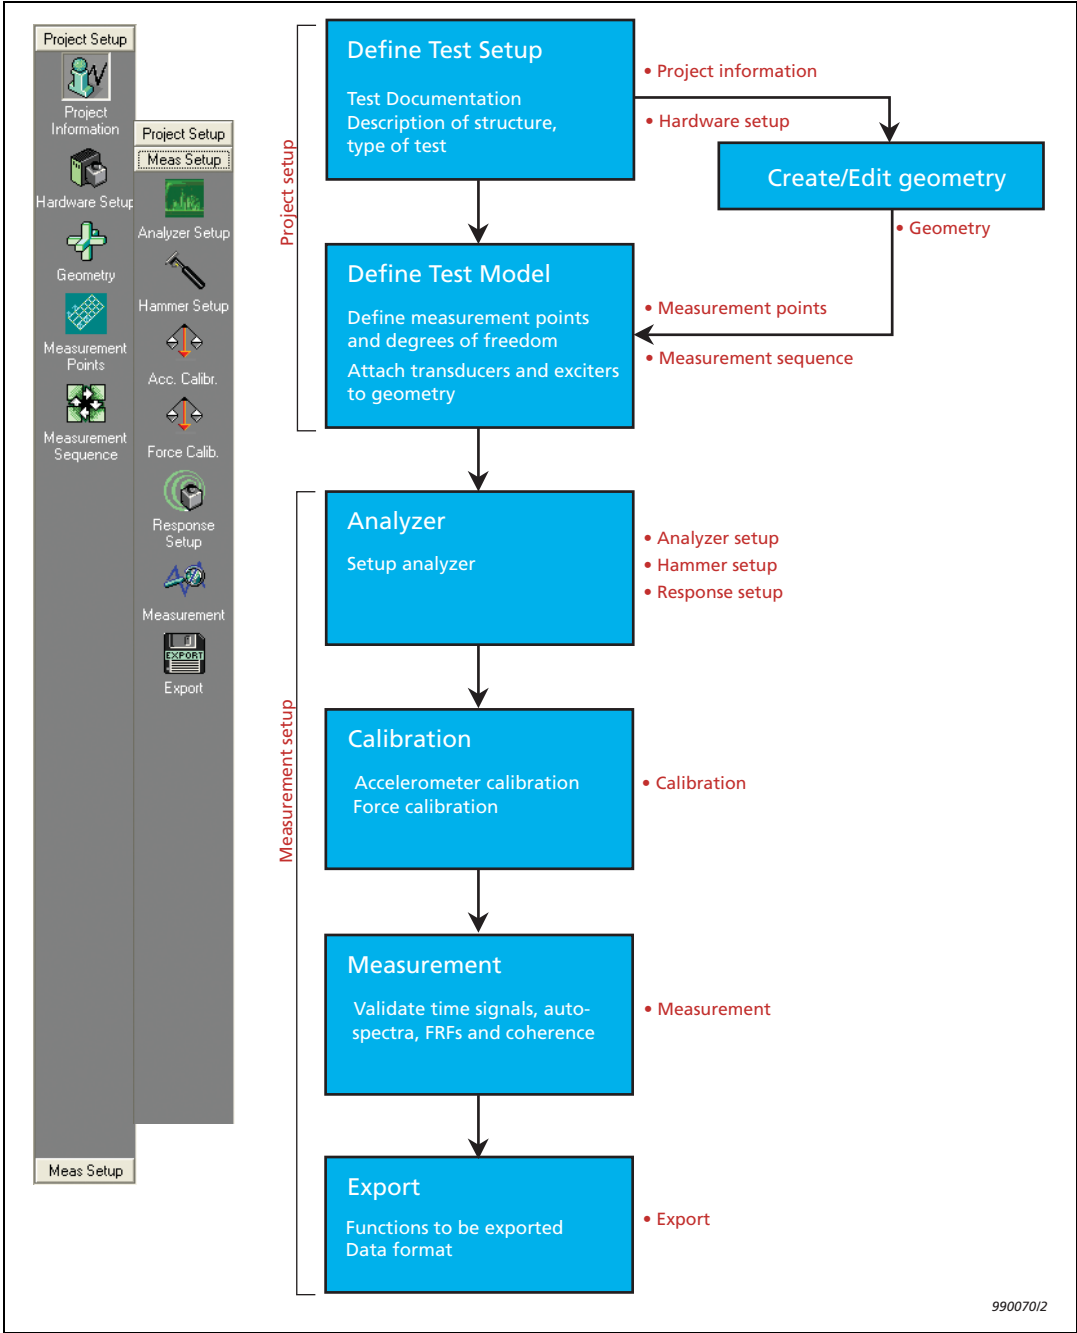 Project Setup
Project
Information
Hardware Setup
Geometry
Measurement
Points
Measurement
Sequence
Meas Setup
Project Setup
Meas Setup
Analyzer Setup
Hammer Setup
Acc. Calibr.
Force Calib.
Response
Setup
Measurement
EXPORT
Export
Project setup
Define Test Setup
Test Documentation
Description of structure,
type of test
• Project information
• Hardware setup
Create/Edit geometry
• Geometry
Define Test Model
Define measurement points
and degrees of freedom
Attach transducers and exciters
to geometry
• Measurement points
• Measurement sequence
Measurement setup
Analyzer
Setup analyzer
• Analyzer setup
• Hammer setup
• Response setup
Calibration
Accelerometer calibration
Force calibration
• Calibration
Measurement
Validate time signals, auto-
spectra, FRFs and coherence
• Measurement
Export
Functions to be exported
Data format
• Export
990070/2